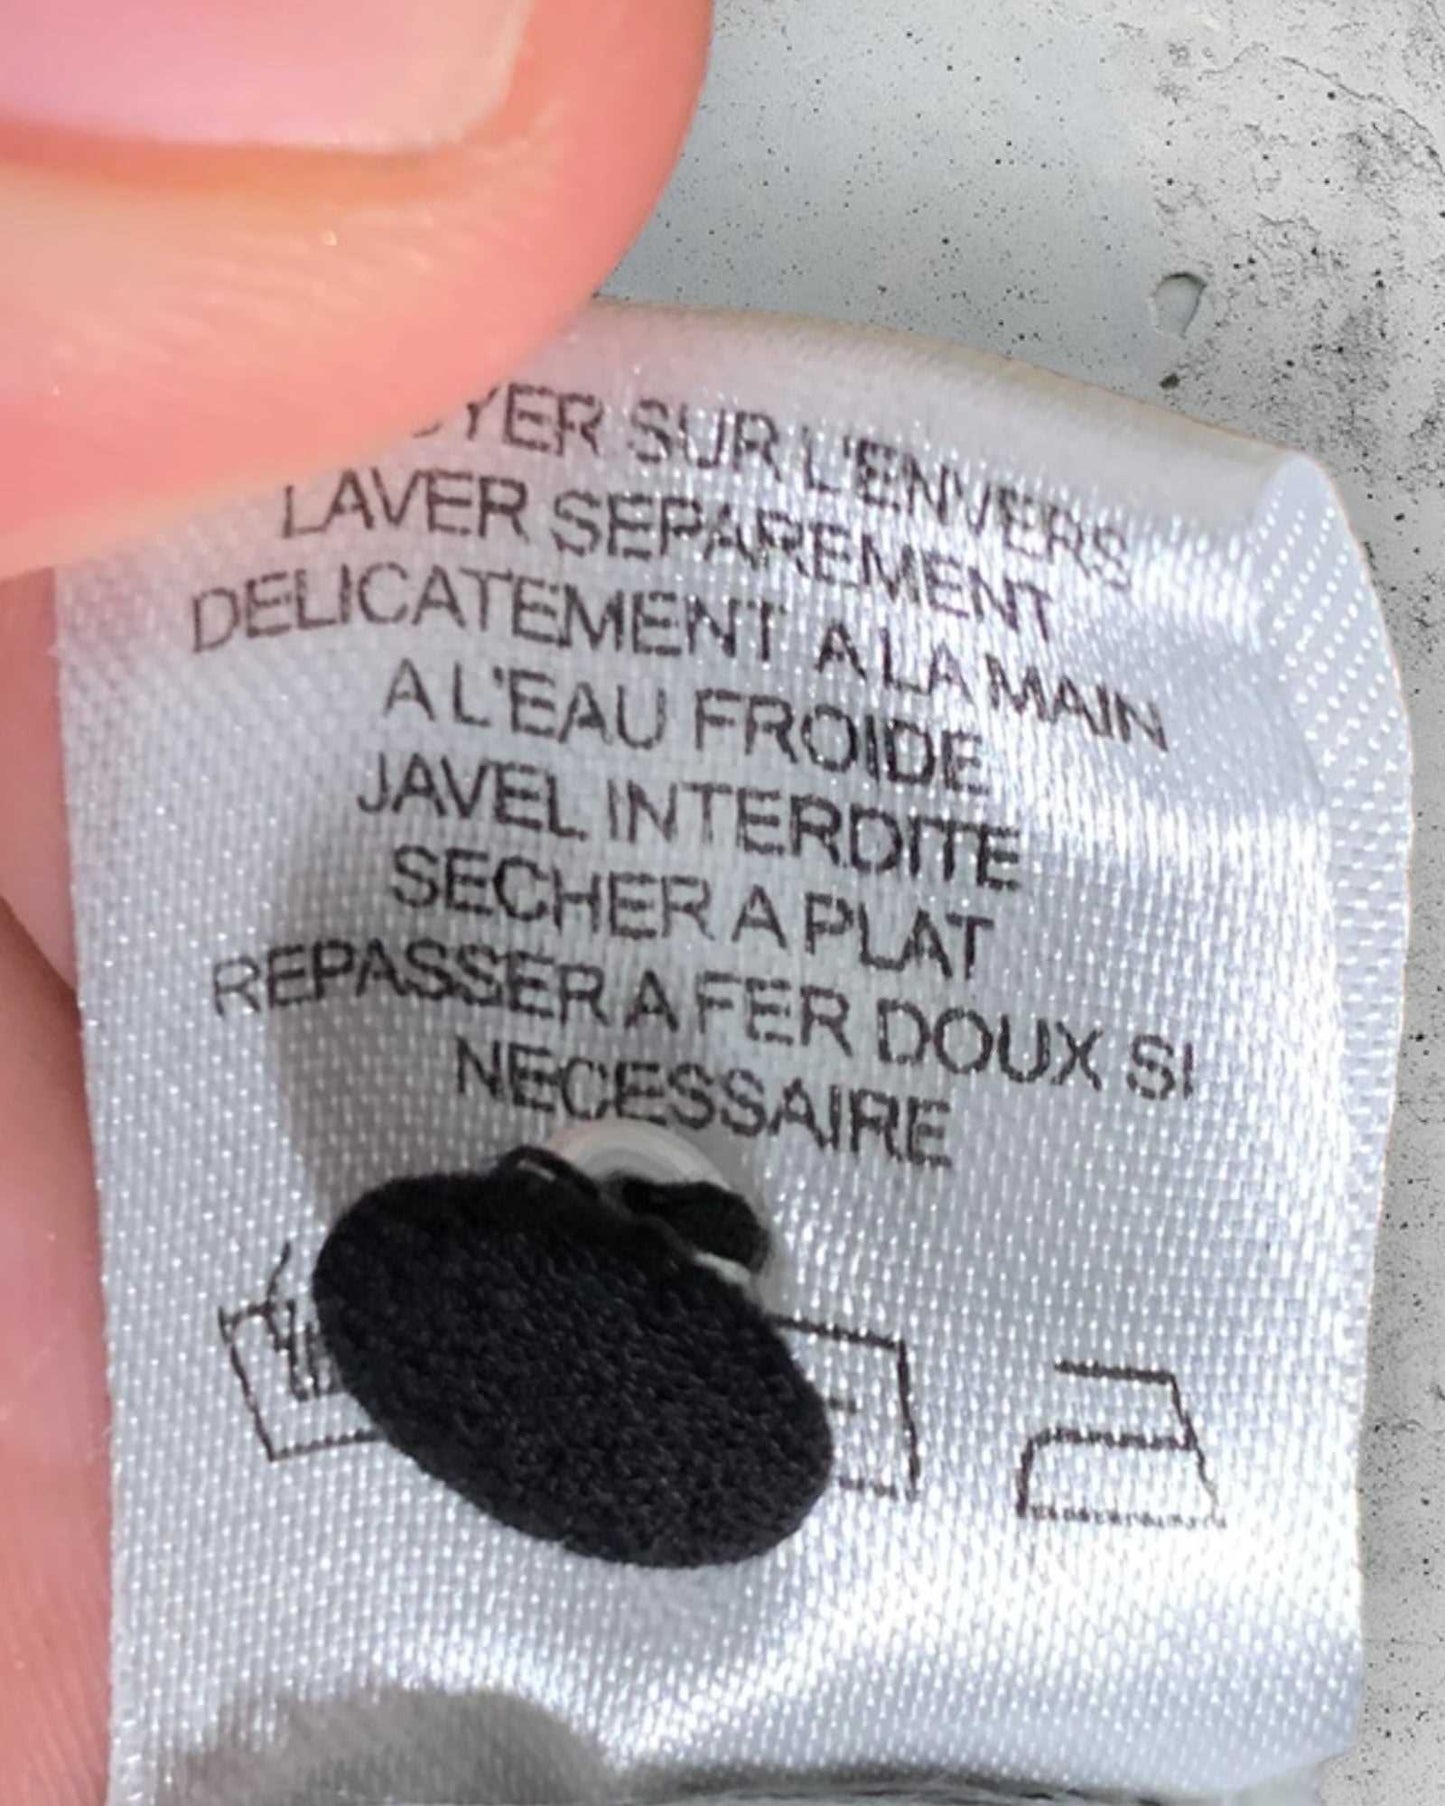 SUR L'ENVERS
LAVER SEPAREMENT
DELICATEMENT A LA MAIN
A L'EAU FROIDE
JAVEL INTERDITE
SECHER A PLAT
REPASSER A FER DOUX SI
NECESSAIRE